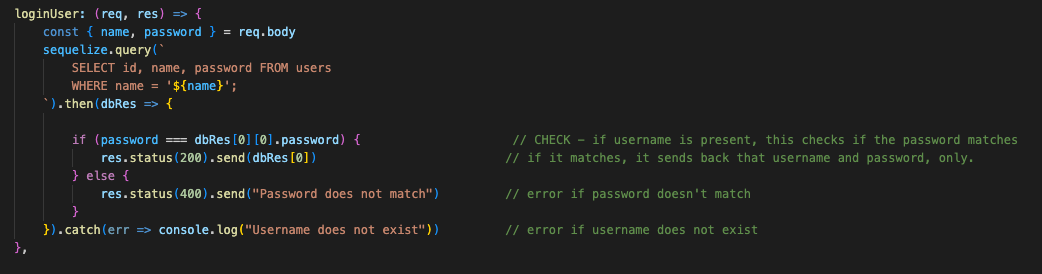 loginUser: (req, res) => {
    const { name, password } = req.body
    sequelize.query(`
        SELECT id, name, password FROM users
        WHERE name = '${name}';
    `).then(dbRes => {
        if (password === dbRes[0][0].password) {                     // CHECK - if username is present, this checks if the password matches
            res.status(200).send(dbRes[0])                          // if it matches, it sends back that username and password, only.
        } else {
            res.status(400).send("Password does not match")         // error if password doesn't match
        }
    }).catch(err => console.log("Username does not exist"))         // error if username does not exist
},